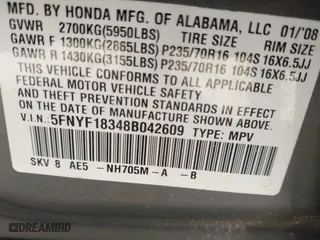 MFD. BY HONDA MFG. OF ALABAMA, LLC 01/'08
GVWR 2700KG(5950LBS) TIRE SIZE RIM SIZE
GAWR F 1300KG(2865LBS)P235/70R16 104S 16X6.5JJ
GAWR R 1430KG(3155LBS)P235/70R16 104S 16X6.5JJ
THIS VEHICLE CONFORMS TO ALL APPLICABLE
FEDERAL MOTOR VEHICLE SAFETY STANDARDS IN
EFFECT ON THE DATE OF MANUFACTURE SHOWN ABOVE.
V.I.N.: 5FNYF18348B042609 TYPE: MPV
SKV 8 AE5 -NH705M-A -B
DREAMBID